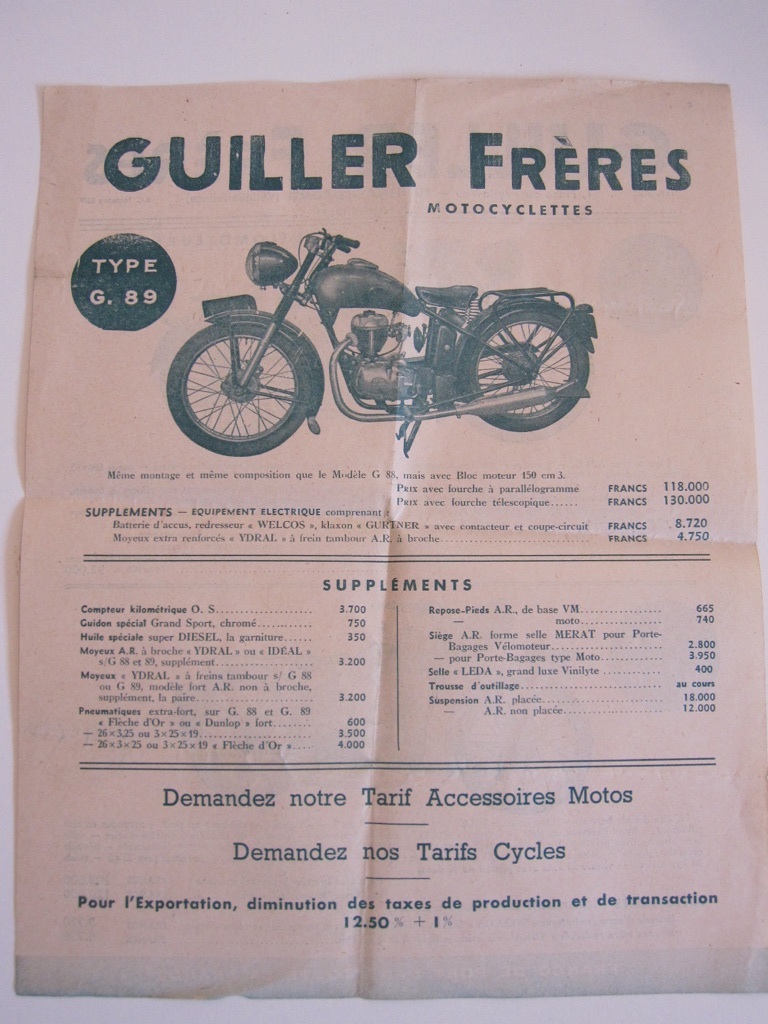 GUILLER FRÈRES
MOTOCYCLETTES
TYPE
G. 89
Même montage et même composition que le Modèle G 88, mais avec Bloc moteur 150 cm3.
PRIX avec fourche à parallélogramme FRANCS 118.000
PRIX avec fourche télescopique...... FRANCS 130.000
SUPPLEMENTS — EQUIPEMENT ELECTRIQUE comprenant :
Batterie d'accus, redresseur « WELCOS », klaxon « GURTNER » avec contacteur et coupe-circuit FRANCS 8.720
Moyeux extra renforcés « YDRAL » à frein tambour A.R. à broche.................... FRANCS 4.750
SUPPLÉMENTS
Compteur kilométrique O. S.................... 3.700
Guidon spécial Grand Sport, chromé............ 750
Huile spéciale super DIESEL, la garniture...... 350
Moyeux A.R. à broche « YDRAL » ou « IDÉAL »
s/G 88 et 89, supplément.................. 3.200
Moyeux « YDRAL » à freins tambour s/ G 88
ou G 89, modèle fort A.R. non à broche,
supplément, la paire...................... 3.200
Pneumatiques extra-fort, sur G. 88 et G. 89
« Flèche d'Or » ou « Dunlop » fort........ 600
— 26×3,25 ou 3×25×19.................... 3.500
— 26×3×25 ou 3×25×19 « Flèche d'Or ».... 4.000
Repose-Pieds A.R., de base VM................ 665
— moto................ 740
Siège A.R. forme selle MERAT pour Porte-
Bagages Vélomoteur...................... 2.800
— pour Porte-Bagages type Moto............ 3.950
Selle « LEDA », grand luxe Vinilyte .......... 400
Trousse d'outillage.......................... au cours
Suspension A.R. placée........................ 18.000
— A.R. non placée.................... 12.000
Demandez notre Tarif Accessoires Motos
Demandez nos Tarifs Cycles
Pour l'Exportation, diminution des taxes de production et de transaction
12.50 % + 1 %